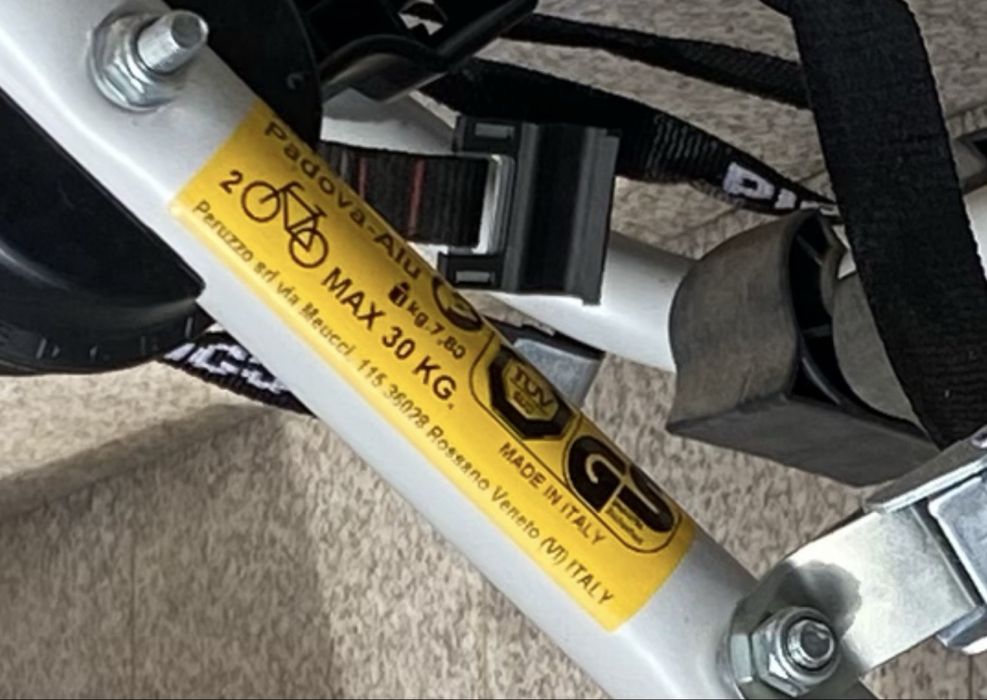 Padova-Alu
2
kg.7,80
MAX 30 KG.
TÜV
SÜD
GS
MADE IN ITALY
Peruzzo srl via Meucci, 115 36028 Rossano Veneto (VI) ITALY